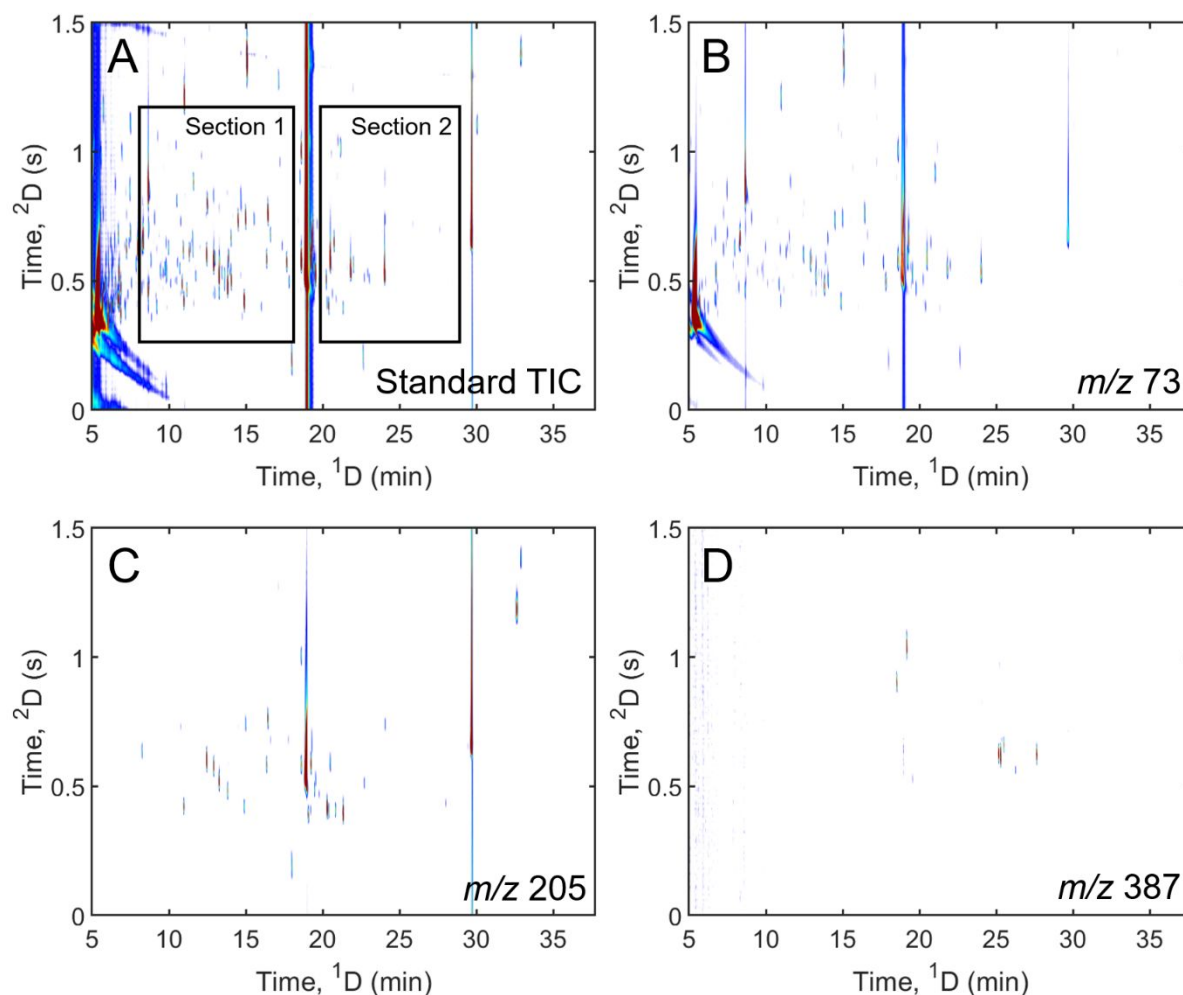 A
Section 1
Section 2
Standard TIC
1.5
1
0.5
0
5 10 15 20 25 30 35
Time, ²D (s)
Time, ¹D (min)
B
m/z 73
1.5
1
0.5
0
5 10 15 20 25 30 35
Time, ²D (s)
Time, ¹D (min)
C
m/z 205
1.5
1
0.5
0
5 10 15 20 25 30 35
Time, ²D (s)
Time, ¹D (min)
D
m/z 387
1.5
1
0.5
0
5 10 15 20 25 30 35
Time, ²D (s)
Time, ¹D (min)